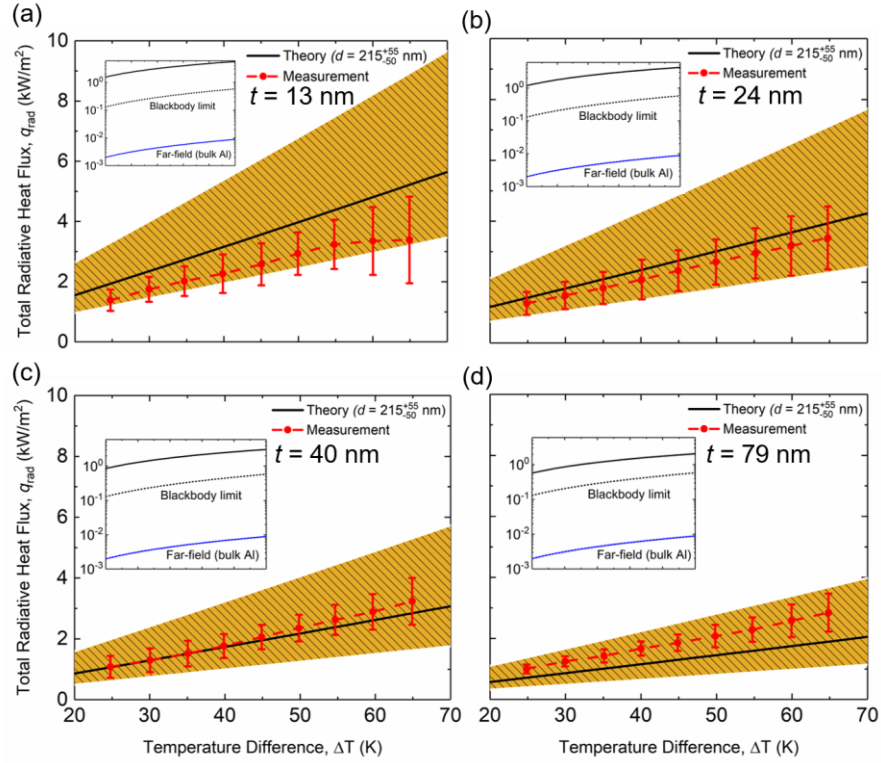 (a)
Total Radiative Heat Flux, q_rad (kW/m²)
10
8
6
4
2
0
Theory (d = 215 +55 -50 nm)
Measurement
t = 13 nm
10⁰
10⁻¹
10⁻²
10⁻³
Blackbody limit
Far-field (bulk Al)
(b)
Theory (d = 215 +55 -50 nm)
Measurement
t = 24 nm
10⁰
10⁻¹
10⁻²
10⁻³
Blackbody limit
Far-field (bulk Al)
(c)
Total Radiative Heat Flux, q_rad (kW/m²)
10
8
6
4
2
0
Theory (d = 215 +55 -50 nm)
Measurement
t = 40 nm
10⁰
10⁻¹
10⁻²
10⁻³
Blackbody limit
Far-field (bulk Al)
20 30 40 50 60 70
Temperature Difference, ΔT (K)
(d)
Theory (d = 215 +55 -50 nm)
Measurement
t = 79 nm
10⁰
10⁻¹
10⁻²
10⁻³
Blackbody limit
Far-field (bulk Al)
20 30 40 50 60 70
Temperature Difference, ΔT (K)